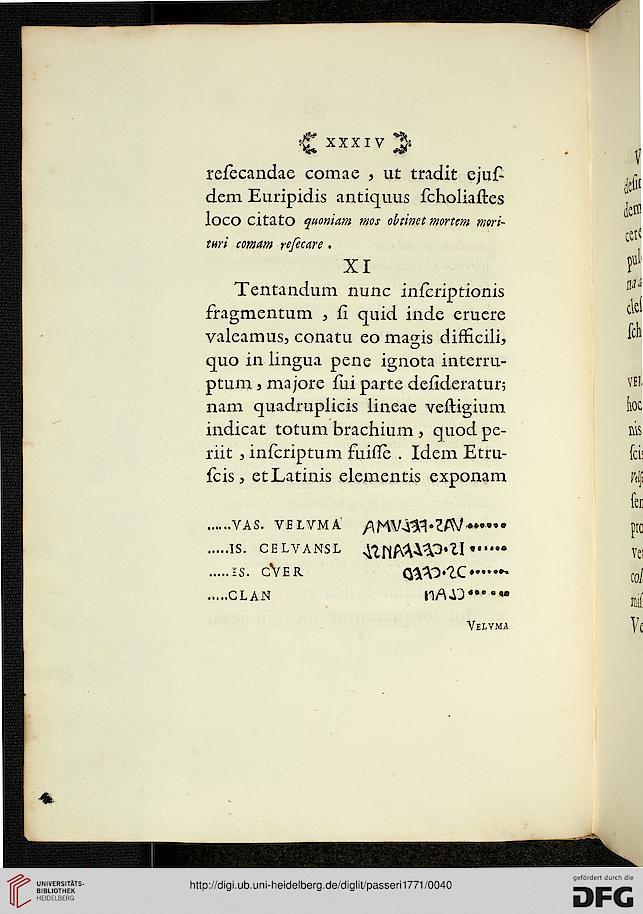 XXXIV
reſecandae comae , ut tradit ejuſ-
dem Euripidis antiquus ſcholiaſtes
loco citato quoniam mos obtinet mortem mori-
turi comam reſecare .
XI
Tentandum nunc inſcriptionis
fragmentum , ſi quid inde eruere
valeamus, conatu eo magis difficili,
quo in lingua pene ignota interru-
ptum , majore ſui parte deſideratur;
nam quadruplicis lineae veſtigium
indicat totum brachium , quod pe-
riit , inſcriptum fuiſſe . Idem Etru-
ſcis , et Latinis elementis exponam
......VAS. VELVMA
.....IS. CELVANSL
.....IS. CVER
.....CLAN
VELVMA
UNIVERSITÄTS-
BIBLIOTHEK
HEIDELBERG
http://digi.ub.uni-heidelberg.de/diglit/passeri1771/0040
gefördert durch die
DFG